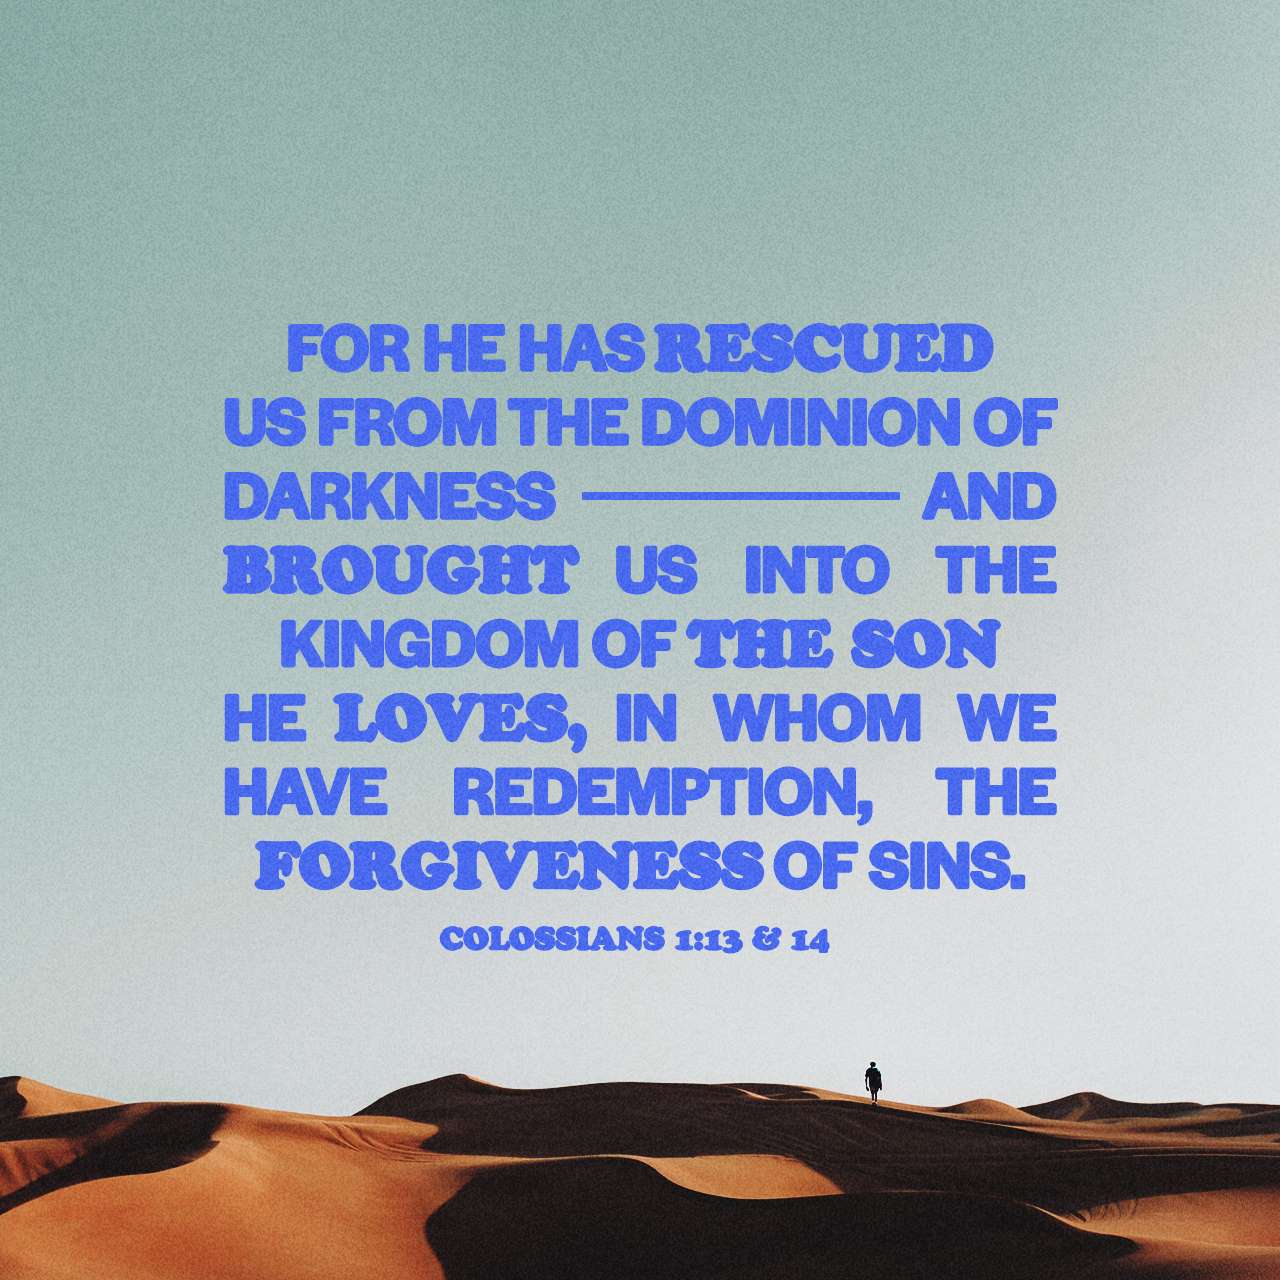 FOR HE HAS RESCUED
US FROM THE DOMINION OF
DARKNESS — AND
BROUGHT US INTO THE
KINGDOM OF THE SON
HE LOVES, IN WHOM WE
HAVE REDEMPTION, THE
FORGIVENESS OF SINS.
COLOSSIANS 1:13 & 14